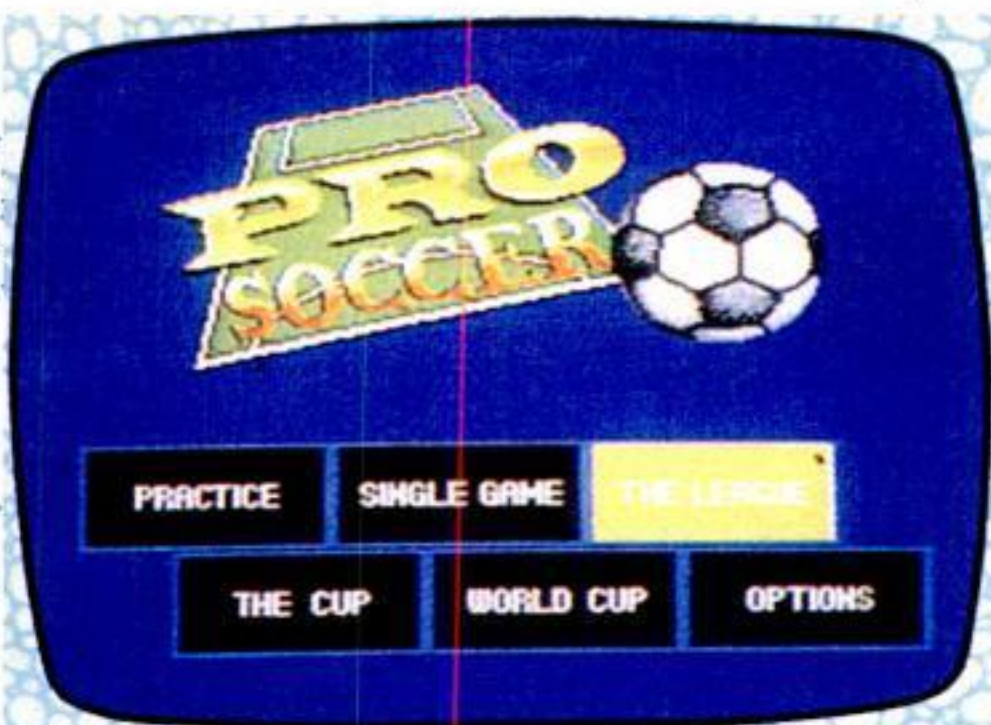 PRO
SOCCER
PRACTICE SINGLE GAME THE LEAGUE
THE CUP WORLD CUP OPTIONS